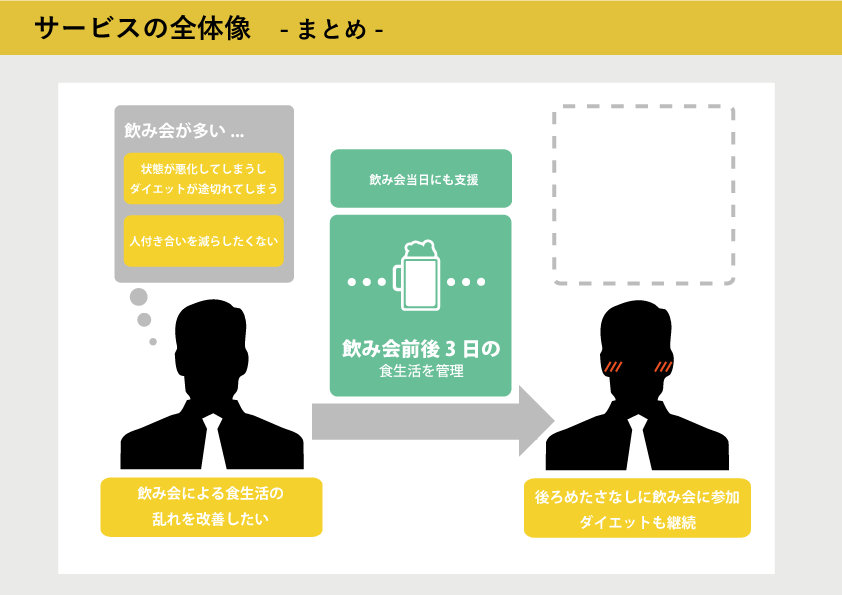 サービスの全体像 - まとめ -
飲み会が多い ...
状態が悪化してしまうし
ダイエットが途切れてしまう
人付き合いを減らしたくない
飲み会当日にも支援
飲み会前後 3 日の
食生活を管理
飲み会による食生活の
乱れを改善したい
後ろめたさなしに飲み会に参加
ダイエットも継続